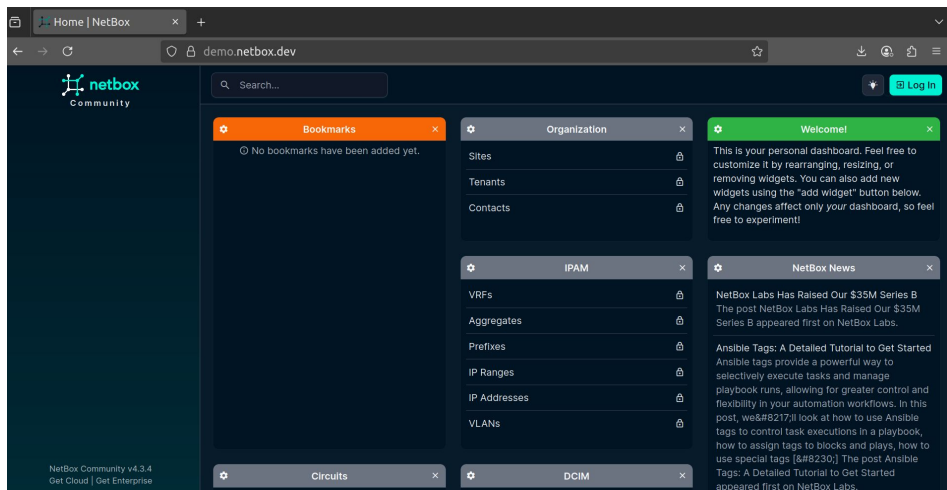 Home | NetBox
demo.netbox.dev
netbox
Community
Search...
Log In
Bookmarks
No bookmarks have been added yet.
Organization
Sites
Tenants
Contacts
Welcome!
This is your personal dashboard. Feel free to
customize it by rearranging, resizing, or
removing widgets. You can also add new
widgets using the "add widget" button below.
Any changes affect only your dashboard, so feel
free to experiment!
IPAM
VRFs
Aggregates
Prefixes
IP Ranges
IP Addresses
VLANs
NetBox News
NetBox Labs Has Raised Our $35M Series B
The post NetBox Labs Has Raised Our $35M
Series B appeared first on NetBox Labs.
Ansible Tags: A Detailed Tutorial to Get Started
Ansible tags provide a powerful way to
selectively execute tasks and manage
playbook runs, allowing for greater control and
flexibility in your automation workflows. In this
post, we&#8217;ll look at how to use Ansible
tags to control task executions in a playbook,
how to assign tags to blocks and plays, how to
use special tags [&#8230;] The post Ansible
Tags: A Detailed Tutorial to Get Started
appeared first on NetBox Labs.
Circuits
DCIM
NetBox Community v4.3.4
Get Cloud | Get Enterprise